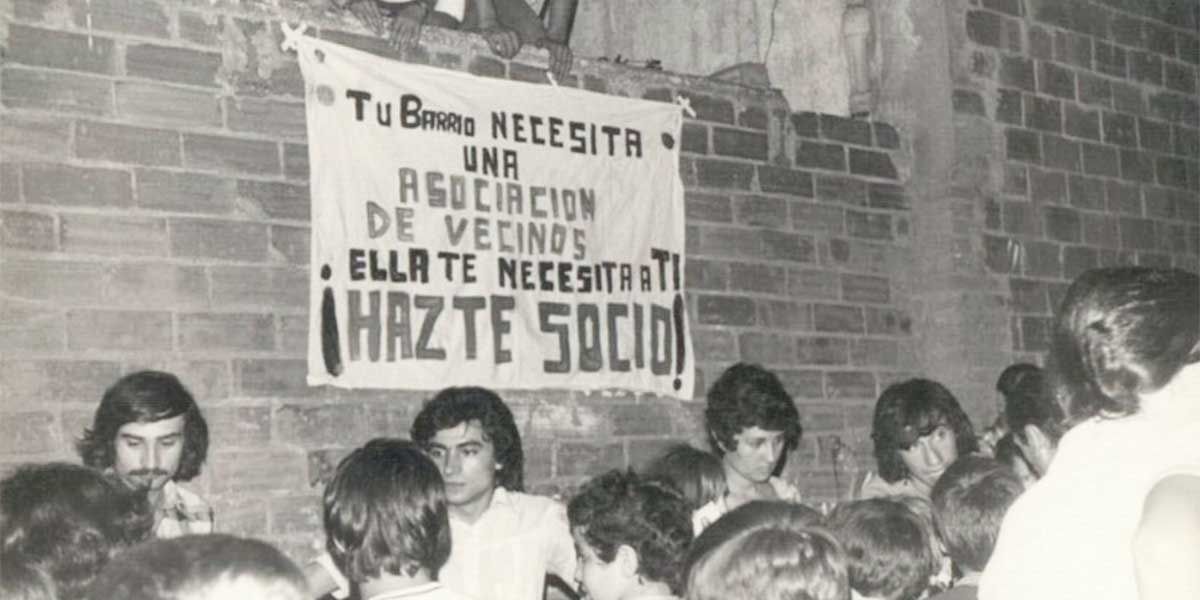 TU BARRIO NECESITA
UNA
ASOCIACION
DE VECINOS
ELLA TE NECESITA A TI
¡HAZTE SOCIO!